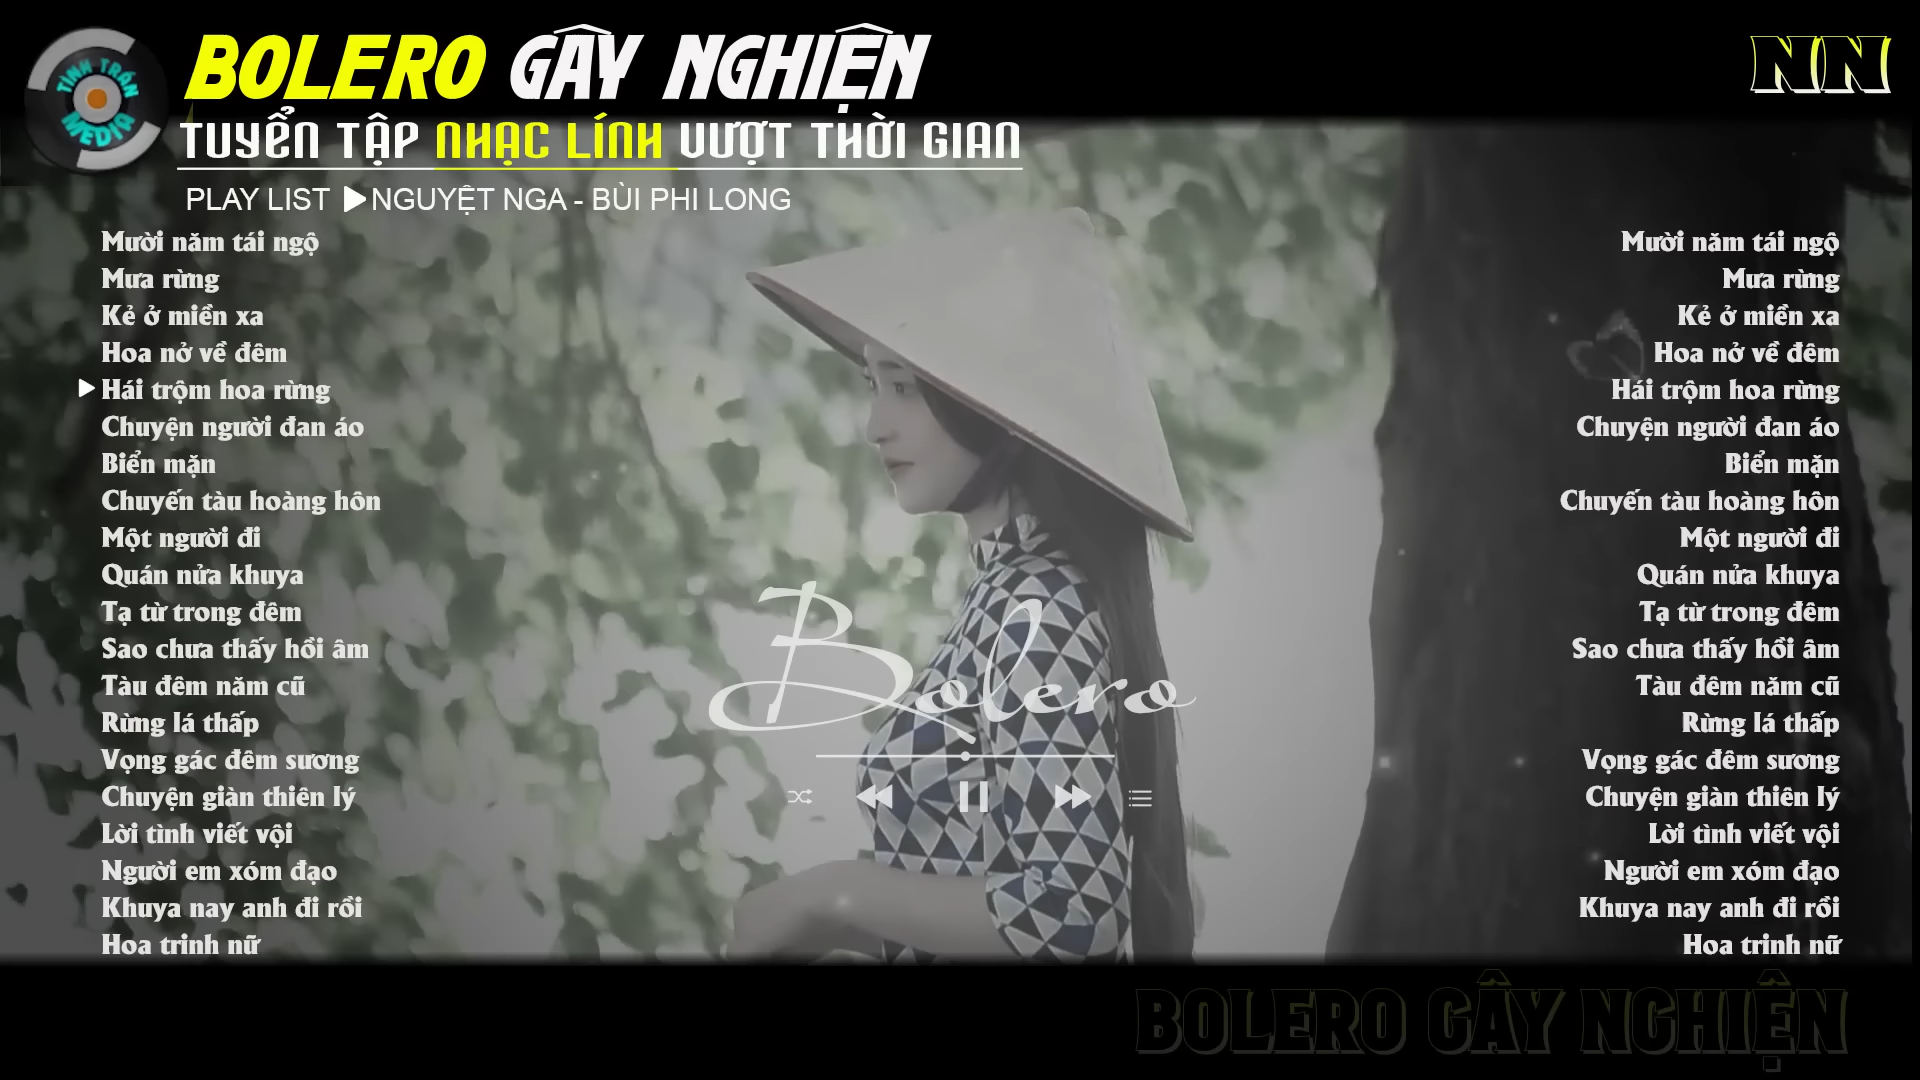 TÌNH TRẦN
MEDIA
BOLERO GÂY NGHIỆN
NN
TUYỂN TẬP NHẠC LÍNH VƯỢT THỜI GIAN
PLAY LIST NGUYỆT NGA - BÙI PHI LONG
Mười năm tái ngộ
Mưa rừng
Kẻ ở miền xa
Hoa nở về đêm
Hái trộm hoa rừng
Chuyện người đan áo
Biển mặn
Chuyến tàu hoàng hôn
Một người đi
Quán nửa khuya
Tạ từ trong đêm
Sao chưa thấy hồi âm
Tàu đêm năm cũ
Rừng lá thấp
Vọng gác đêm sương
Chuyện giàn thiên lý
Lời tình viết vội
Người em xóm đạo
Khuya nay anh đi rồi
Hoa trinh nữ
Bolero
Mười năm tái ngộ
Mưa rừng
Kẻ ở miền xa
Hoa nở về đêm
Hái trộm hoa rừng
Chuyện người đan áo
Biển mặn
Chuyến tàu hoàng hôn
Một người đi
Quán nửa khuya
Tạ từ trong đêm
Sao chưa thấy hồi âm
Tàu đêm năm cũ
Rừng lá thấp
Vọng gác đêm sương
Chuyện giàn thiên lý
Lời tình viết vội
Người em xóm đạo
Khuya nay anh đi rồi
Hoa trinh nữ
BOLERO GÂY NGHIỆN